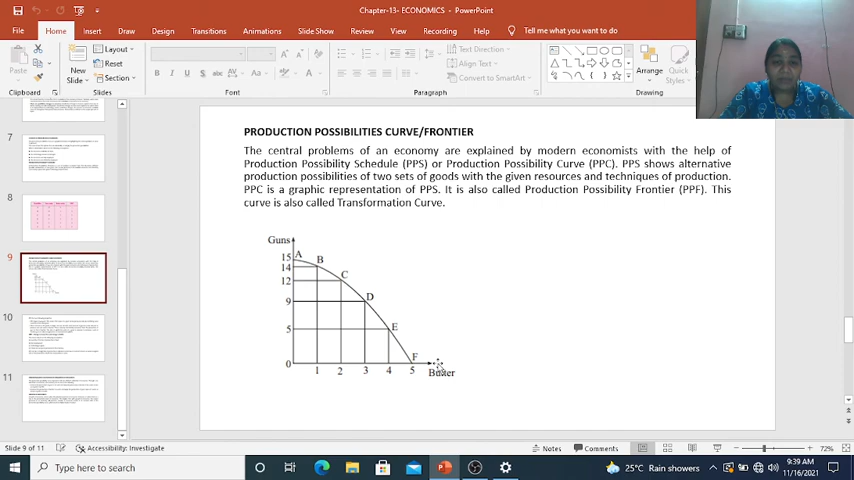 Chapter-13- ECONOMICS - PowerPoint
File Home Insert Draw Design Transitions Animations Slide Show Review View Recording Help Tell me what you want to do
Paste
New Slide
Layout
Reset
Section
Text Direction
Align Text
Convert to SmartArt
Arrange
Quick Styles
Clipboard Slides Font Paragraph Drawing
7
8
9
10
11
PRODUCTION POSSIBILITIES CURVE/FRONTIER
The central problems of an economy are explained by modern economists with the help of
Production Possibility Schedule (PPS) or Production Possibility Curve (PPC). PPS shows alternative
production possibilities of two sets of goods with the given resources and techniques of production.
PPC is a graphic representation of PPS. It is also called Production Possibility Frontier (PPF). This
curve is also called Transformation Curve.
Guns
15 A
14 B
12 C
9 D
5 E
0 F
1 2 3 4 5
Butter
Slide 9 of 11 Accessibility: Investigate Notes Comments 72%
Type here to search 25°C Rain showers 9:39 AM
11/16/2021